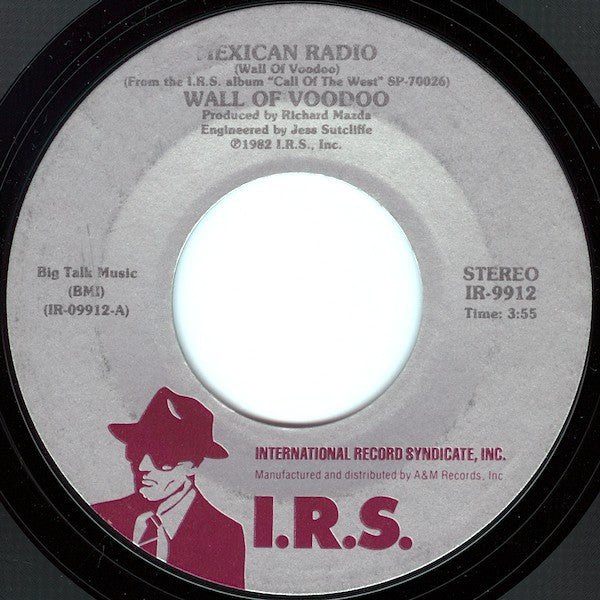 MEXICAN RADIO
(Wall Of Voodoo)
(From the I.R.S. album "Call Of The West" SP-70026)
WALL OF VOODOO
Produced by Richard Mazda
Engineered by Jess Sutcliffe
℗1982 I.R.S., Inc.
Big Talk Music
(BMI)
(IR-09912-A)
STEREO
IR-9912
Time: 3:55
INTERNATIONAL RECORD SYNDICATE, INC.
Manufactured and distributed by A&M Records, Inc
I.R.S.